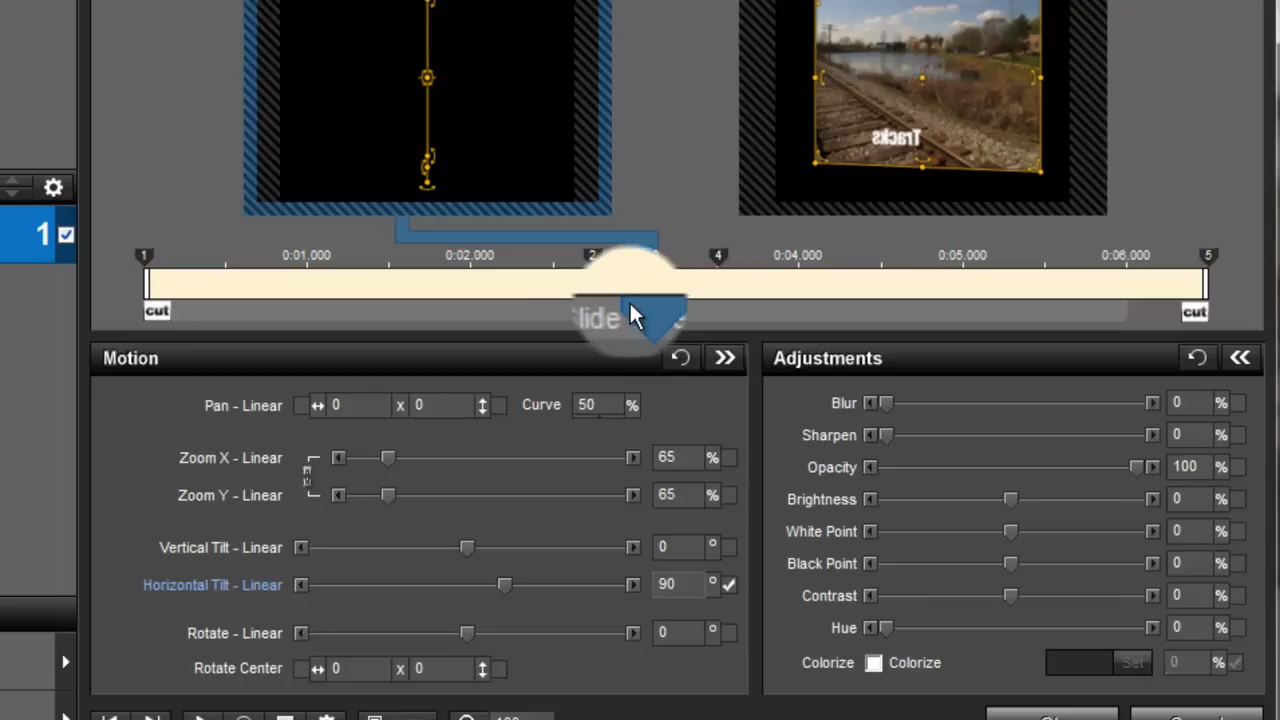 Tracks
1
1 0:01,000 0:02,000 2 4 0:04,000 0:05,000 0:06,000 5
cut
cut
Motion
Pan - Linear 0 x 0 Curve 50 %
Zoom X - Linear 65 %
Zoom Y - Linear 65 %
Vertical Tilt - Linear 0 °
Horizontal Tilt - Linear 90 °
Rotate - Linear 0 °
Rotate Center 0 x 0
Adjustments
Blur 0 %
Sharpen 0 %
Opacity 100 %
Brightness 0 %
White Point 0 %
Black Point 0 %
Contrast 0 %
Hue 0 %
Colorize Colorize Set 0 %